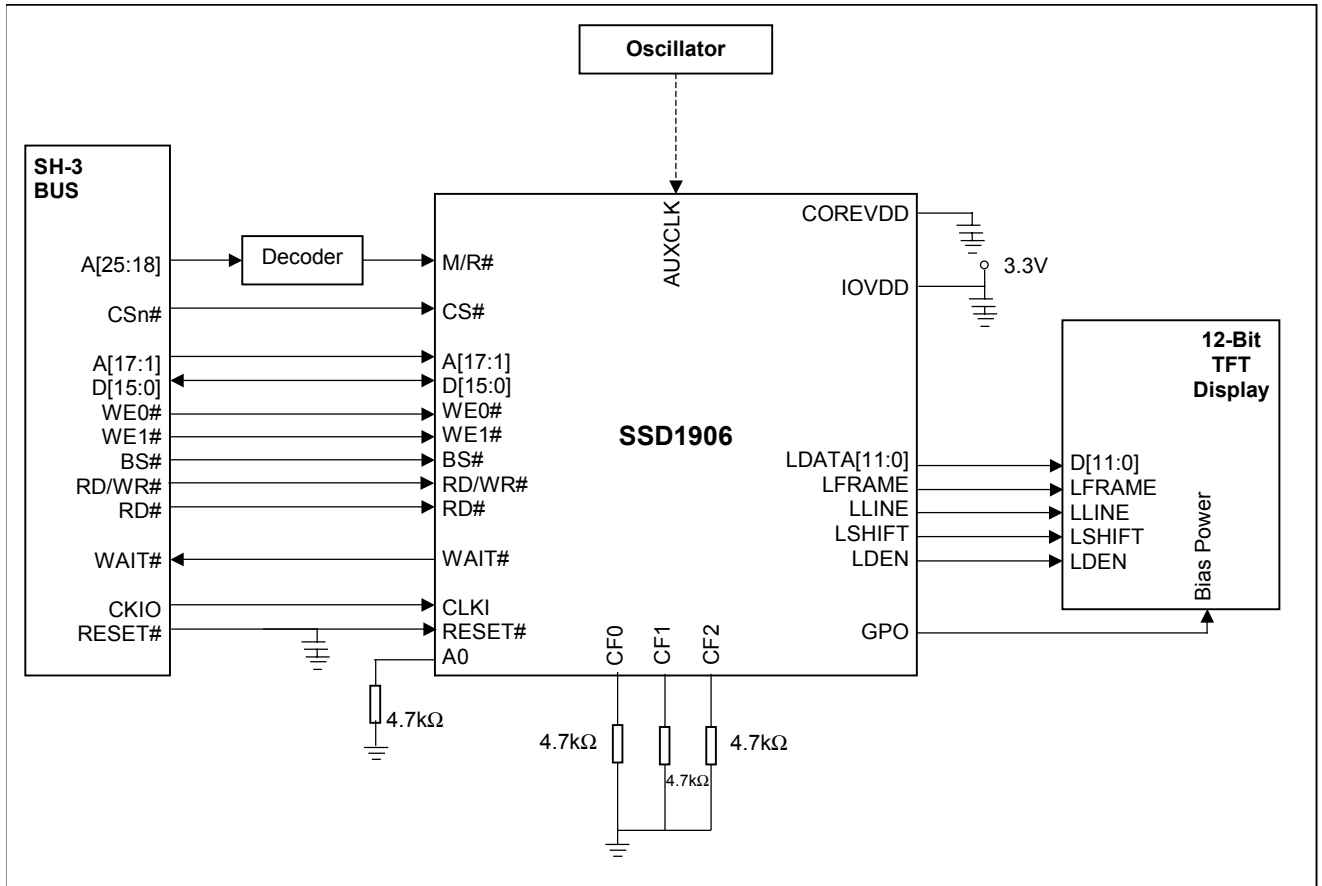 Oscillator
SH-3
BUS
A[25:18]
CSn#
A[17:1]
D[15:0]
WE0#
WE1#
BS#
RD/WR#
RD#
WAIT#
CKIO
RESET#
Decoder
M/R#
CS#
A[17:1]
D[15:0]
WE0#
WE1#
BS#
RD/WR#
RD#
WAIT#
CLKI
RESET#
A0
AUXCLK
SSD1906
COREVDD
IOVDD
3.3V
LDATA[11:0]
LFRAME
LLINE
LSHIFT
LDEN
GPO
CF0
CF1
CF2
12-Bit
TFT
Display
D[11:0]
LFRAME
LLINE
LSHIFT
LDEN
Bias Power
4.7kΩ
4.7kΩ
4.7kΩ
4.7kΩ